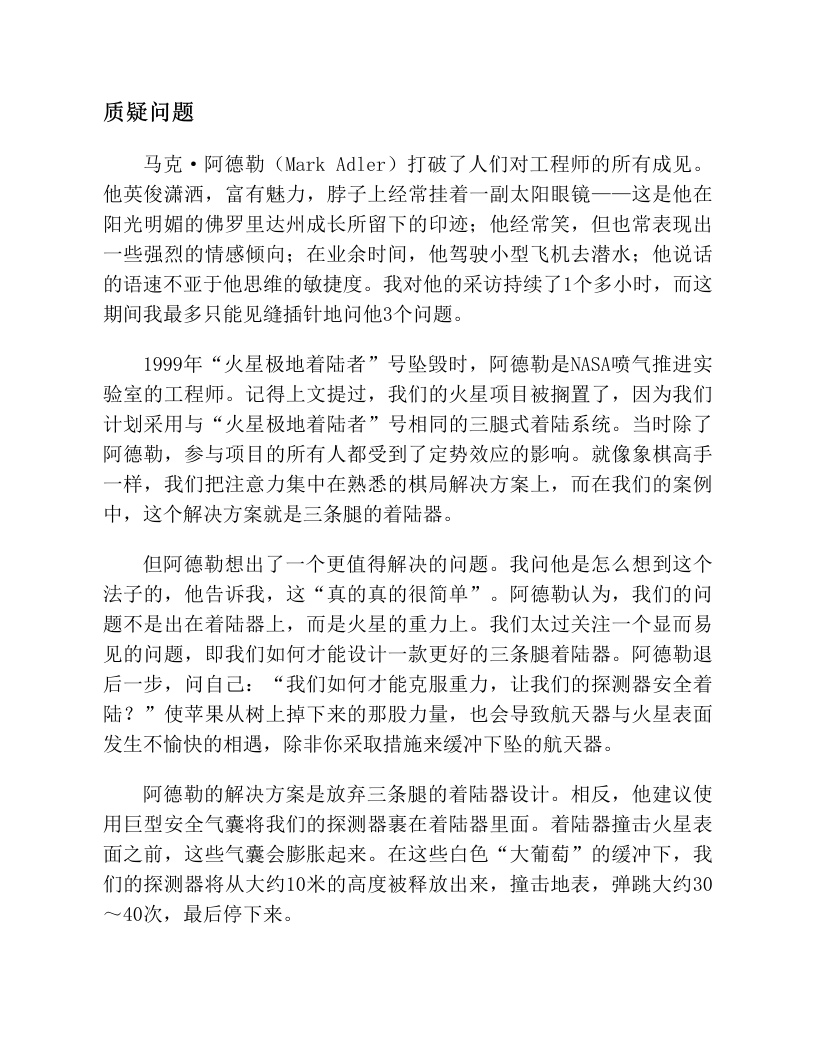 质疑问题
马克·阿德勒（Mark Adler）打破了人们对工程师的所有成见。
他英俊潇洒，富有魅力，脖子上经常挂着一副太阳眼镜——这是他在
阳光明媚的佛罗里达州成长所留下的印迹；他经常笑，但也常表现出
一些强烈的情感倾向；在业余时间，他驾驶小型飞机去潜水；他说话
的语速不亚于他思维的敏捷度。我对他的采访持续了1个多小时，而这
期间我最多只能见缝插针地问他3个问题。
1999年“火星极地着陆者”号坠毁时，阿德勒是NASA喷气推进实
验室的工程师。记得上文提过，我们的火星项目被搁置了，因为我们
计划采用与“火星极地着陆者”号相同的三腿式着陆系统。当时除了
阿德勒，参与项目的所有人都受到了定势效应的影响。就像象棋高手
一样，我们把注意力集中在熟悉的棋局解决方案上，而在我们的案例
中，这个解决方案就是三条腿的着陆器。
但阿德勒想出了一个更值得解决的问题。我问他是怎么想到这个
法子的，他告诉我，这“真的真的很简单”。阿德勒认为，我们的问
题不是出在着陆器上，而是火星的重力上。我们太过关注一个显而易
见的问题，即我们如何才能设计一款更好的三条腿着陆器。阿德勒退
后一步，问自己：“我们如何才能克服重力，让我们的探测器安全着
陆？”使苹果从树上掉下来的那股力量，也会导致航天器与火星表面
发生不愉快的相遇，除非你采取措施来缓冲下坠的航天器。
阿德勒的解决方案是放弃三条腿的着陆器设计。相反，他建议使
用巨型安全气囊将我们的探测器裹在着陆器里面。着陆器撞击火星表
面之前，这些气囊会膨胀起来。在这些白色“大葡萄”的缓冲下，我
们的探测器将从大约10米的高度被释放出来，撞击地表，弹跳大约30
～40次，最后停下来。